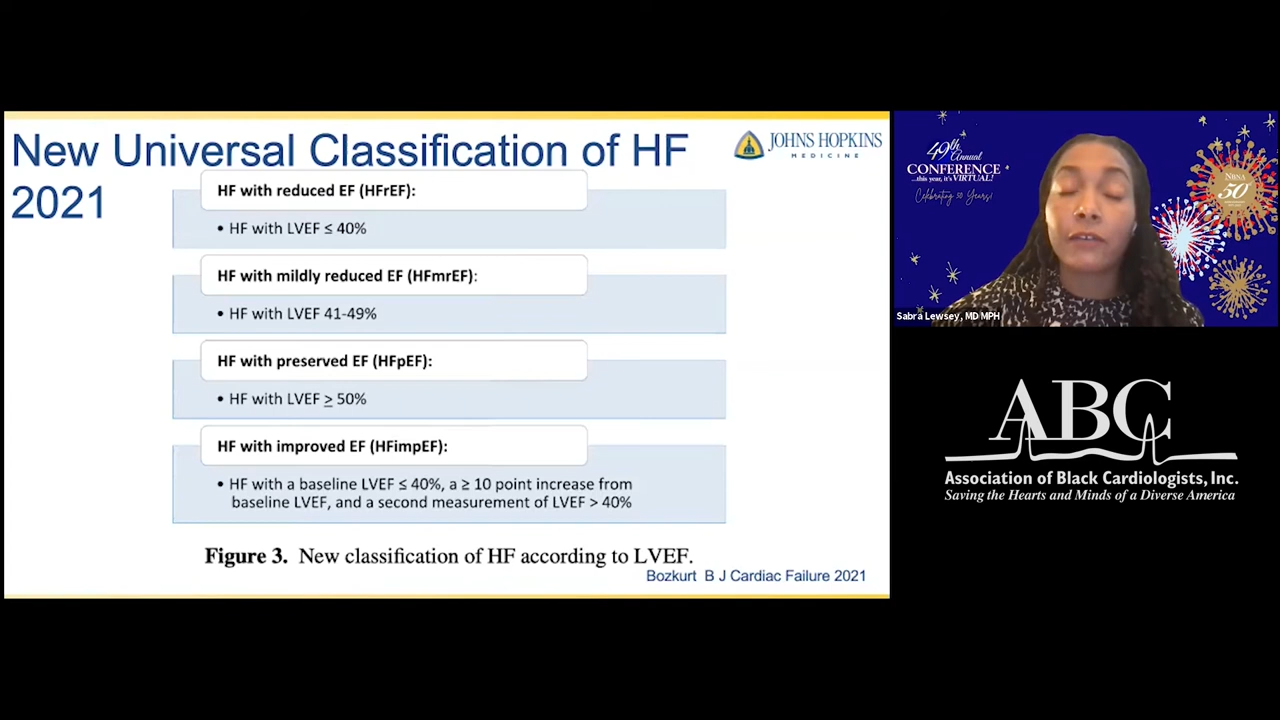 New Universal Classification of HF
2021
JOHNS HOPKINS
MEDICINE
HF with reduced EF (HFrEF):
• HF with LVEF ≤ 40%
HF with mildly reduced EF (HFmrEF):
• HF with LVEF 41-49%
HF with preserved EF (HFpEF):
• HF with LVEF ≥ 50%
HF with improved EF (HFimpEF):
• HF with a baseline LVEF ≤ 40%, a ≥ 10 point increase from
baseline LVEF, and a second measurement of LVEF > 40%
Figure 3. New classification of HF according to LVEF.
Bozkurt B J Cardiac Failure 2021
49th Annual
CONFERENCE
...this year, it's VIRTUAL!
Celebrating 50 Years!
NBNA
50
Sabra Lewsey, MD MPH
ABC
Association of Black Cardiologists, Inc.
Saving the Hearts and Minds of a Diverse America